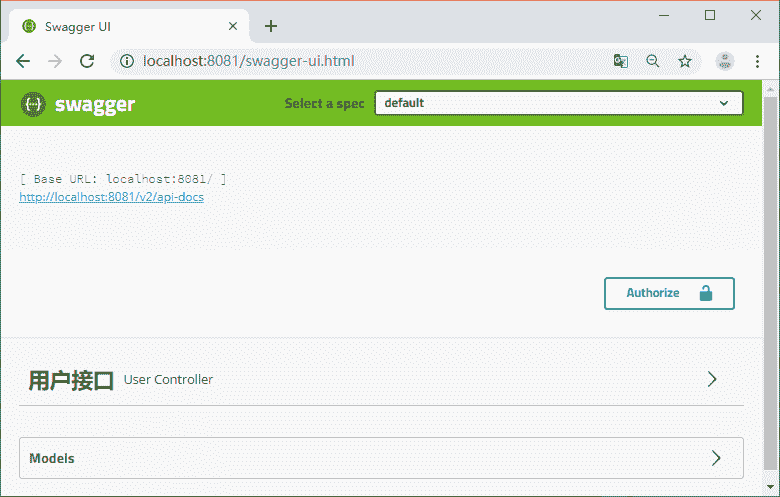 Swagger UI
localhost:8081/swagger-ui.html
swagger
Select a spec
default
[ Base URL: localhost:8081/ ]
http://localhost:8081/v2/api-docs
Authorize
用户接口 User Controller
Models